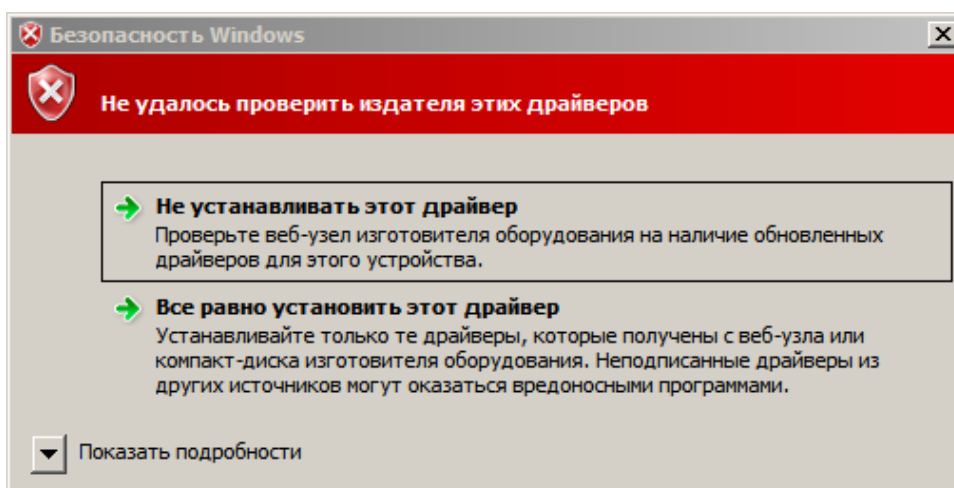 Безопасность Windows
Не удалось проверить издателя этих драйверов
Не устанавливать этот драйвер
Проверьте веб-узел изготовителя оборудования на наличие обновленных
драйверов для этого устройства.
Все равно установить этот драйвер
Устанавливайте только те драйверы, которые получены с веб-узла или
компакт-диска изготовителя оборудования. Неподписанные драйверы из
других источников могут оказаться вредоносными программами.
Показать подробности